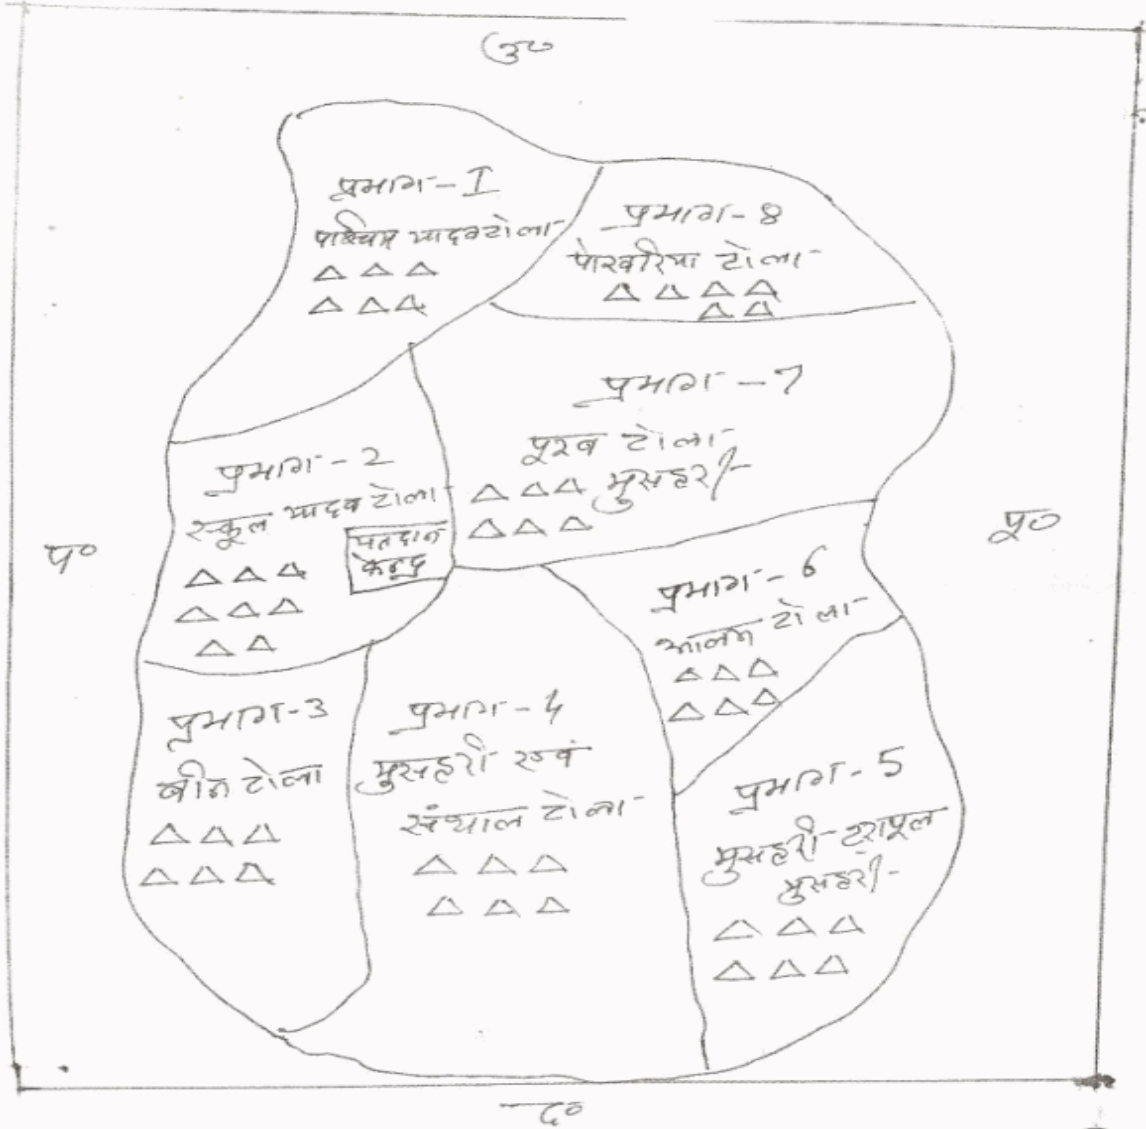 उ०
प्रभाग-I
पश्चिम यादव टोला
प्रभाग-8
पोखरिया टोला
प्रभाग-7
पूरब टोला
मुसहरी
प्रभाग-2
स्कूल यादव टोला
मतदान
केन्द्र
प०
पू०
प्रभाग-6
आलम टोला
प्रभाग-3
बीन टोला
प्रभाग-4
मुसहरी एवं
संथाल टोला
प्रभाग-5
मुसहरी
मुसहरी
द०